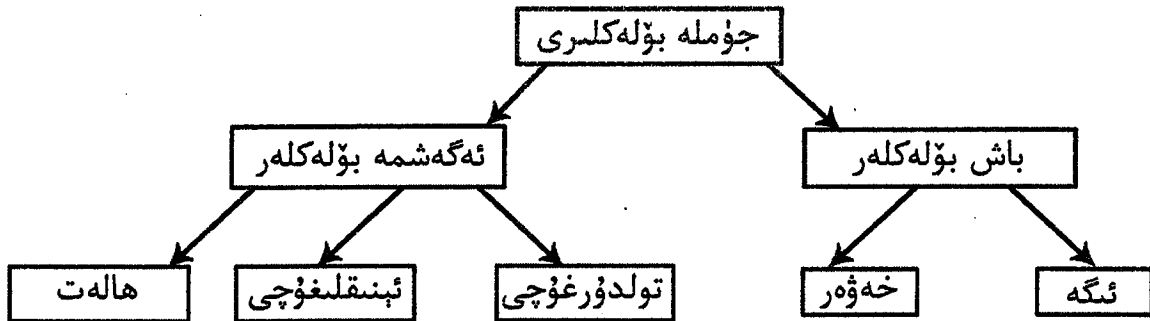 جۈملە بۆلەكلىرى
باش بۆلەكلەر
ئەگەشمە بۆلەكلەر
ئىگە
خەۋەر
تولدۇرغۇچى
ئېنىقلىغۇچى
ھالەت